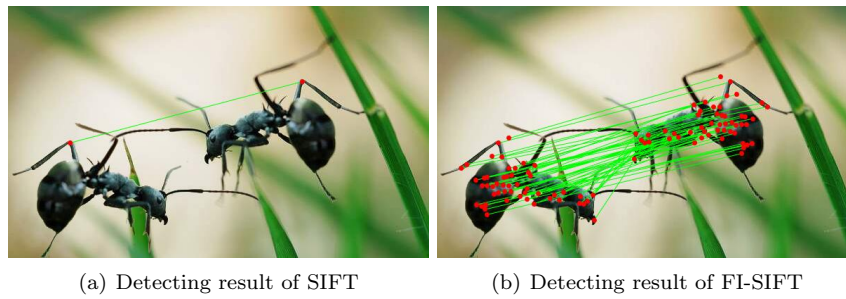 (a) Detecting result of SIFT
(b) Detecting result of FI-SIFT